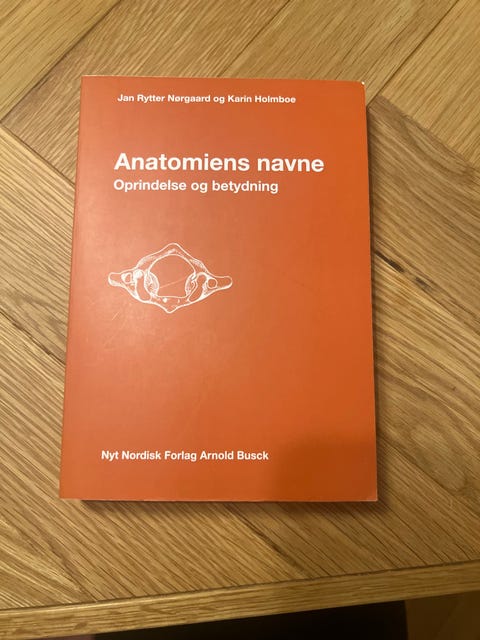 Jan Rytter Nørgaard og Karin Holmboe
Anatomiens navne
Oprindelse og betydning
Nyt Nordisk Forlag Arnold Busck